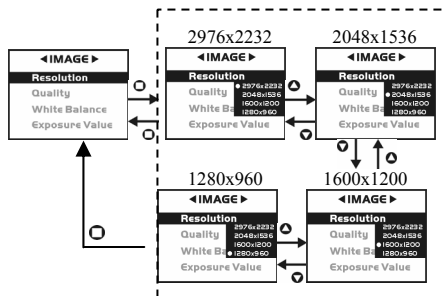 2976x2232
2048x1536
◄IMAGE►
Resolution
Quality
White Balance
Exposure Value
◄IMAGE►
Resolution
Quality
White Ba
Exposure Value
2976x2232
2048x1536
1600x1200
1280x960
◄IMAGE►
Resolution
Quality
White Ba
Exposure Value
2976x2232
2048x1536
1600x1200
1280x960
1280x960
1600x1200
◄IMAGE►
Resolution
Quality
White Ba
Exposure Value
2976x2232
2048x1536
1600x1200
1280x960
◄IMAGE►
Resolution
Quality
White Ba
Exposure Value
2976x2232
2048x1536
1600x1200
1280x960